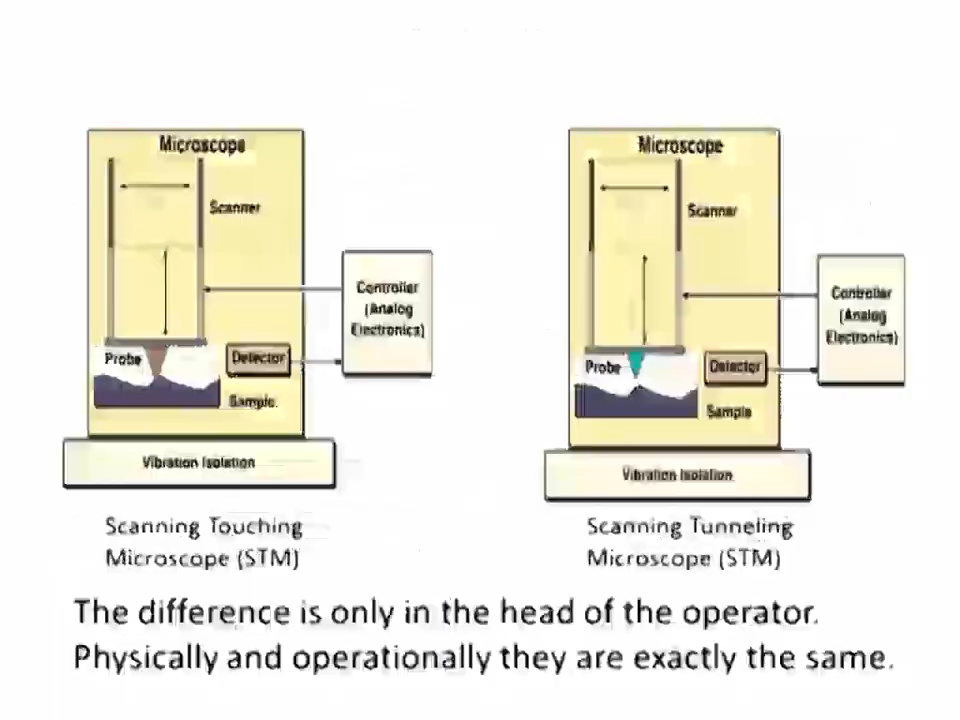 Microscope
Scanner
Controller
(Analog
Electronics)
Probe
Detector
Sample
Vibration Isolation
Scanning Touching
Microscope (STM)
Microscope
Scanner
Controller
(Analog
Electronics)
Probe
Detector
Sample
Vibration Isolation
Scanning Tunneling
Microscope (STM)
The difference is only in the head of the operator.
Physically and operationally they are exactly the same.